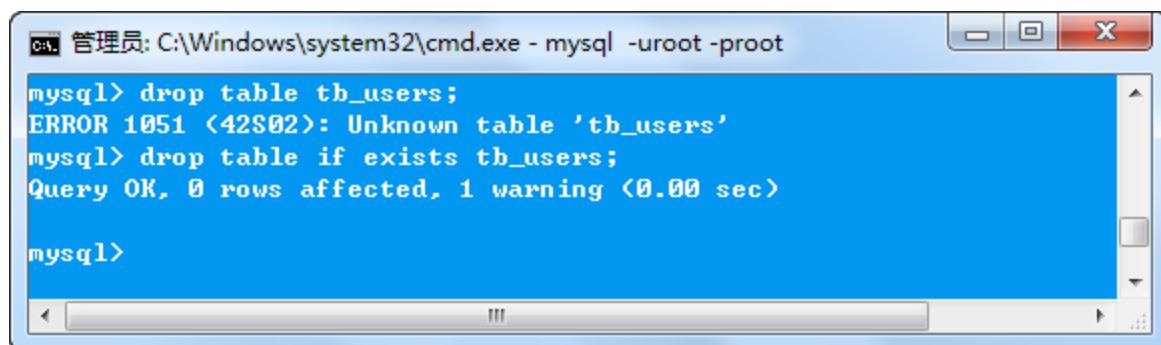 管理员: C:\Windows\system32\cmd.exe - mysql  -uroot -proot
mysql> drop table tb_users;
ERROR 1051 (42S02): Unknown table 'tb_users'
mysql> drop table if exists tb_users;
Query OK, 0 rows affected, 1 warning (0.00 sec)
mysql>